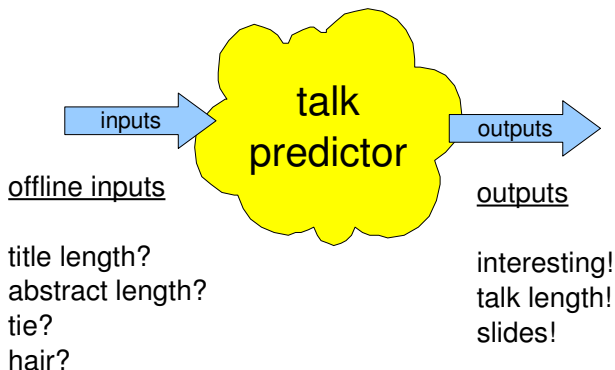 talk
predictor
inputs
outputs
offline inputs
title length?
abstract length?
tie?
hair?
outputs
interesting!
talk length!
slides!